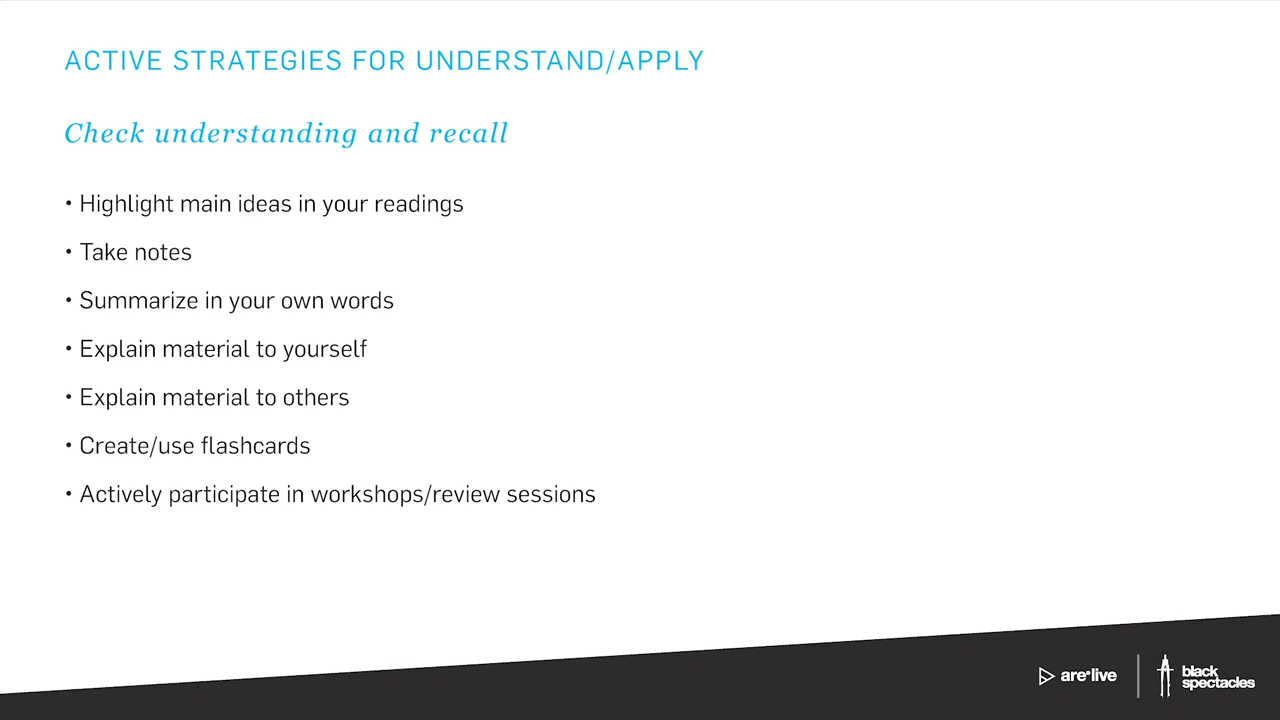 ACTIVE STRATEGIES FOR UNDERSTAND/APPLY
Check understanding and recall
• Highlight main ideas in your readings
• Take notes
• Summarize in your own words
• Explain material to yourself
• Explain material to others
• Create/use flashcards
• Actively participate in workshops/review sessions
are*live
black
spectacles